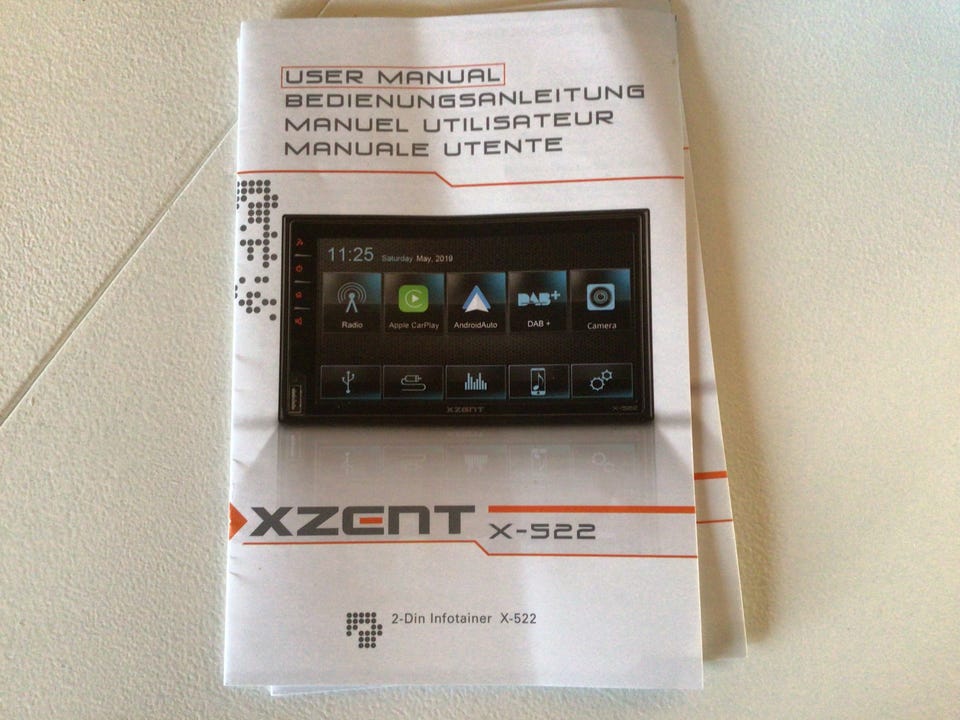 USER MANUAL
BEDIENUNGSANLEITUNG
MANUEL UTILISATEUR
MANUALE UTENTE
11:25 Saturday May, 2019
DAB+
Radio Apple CarPlay AndroidAuto DAB + Camera
XZENT X-522
XZENT X-522
2-Din Infotainer X-522